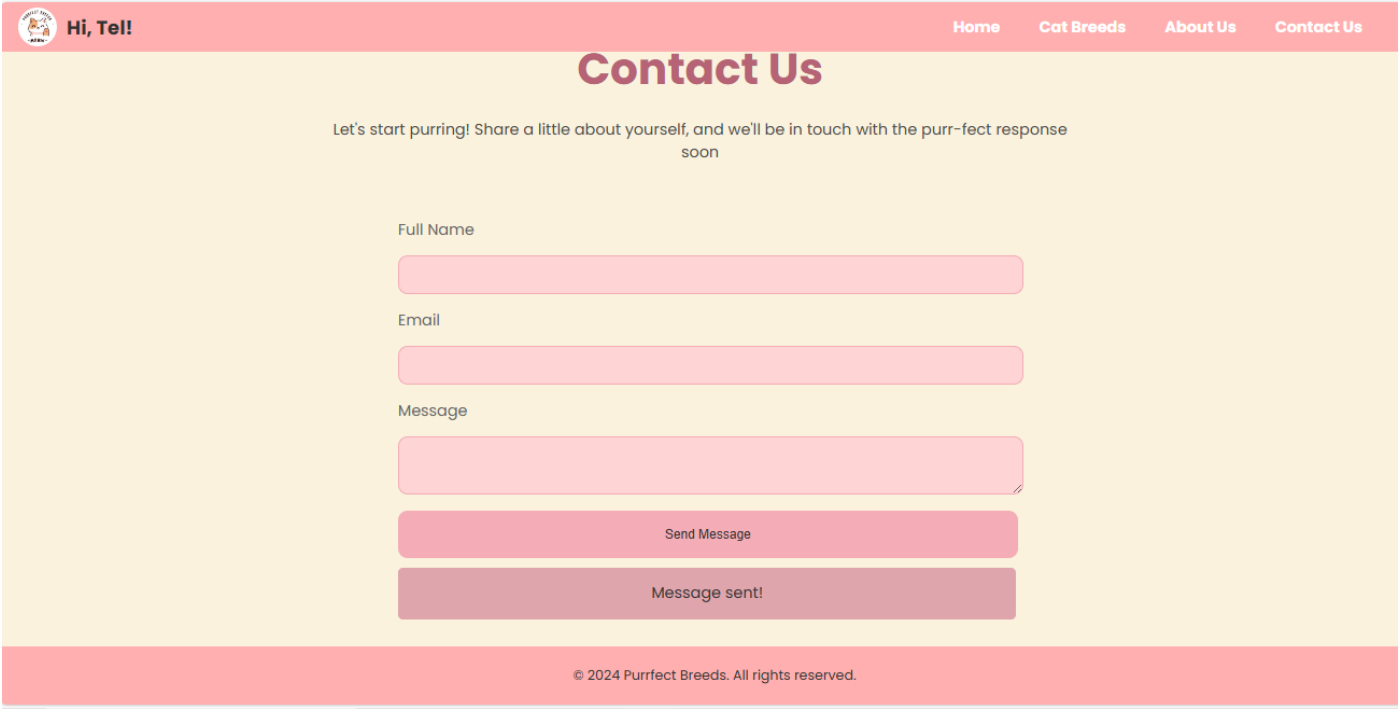 PURRFECT BREEDS
Hi, Tel!
Home
Cat Breeds
About Us
Contact Us
Contact Us
Let's start purring! Share a little about yourself, and we'll be in touch with the purr-fect response
soon
Full Name
Email
Message
Send Message
Message sent!
© 2024 Purrfect Breeds. All rights reserved.